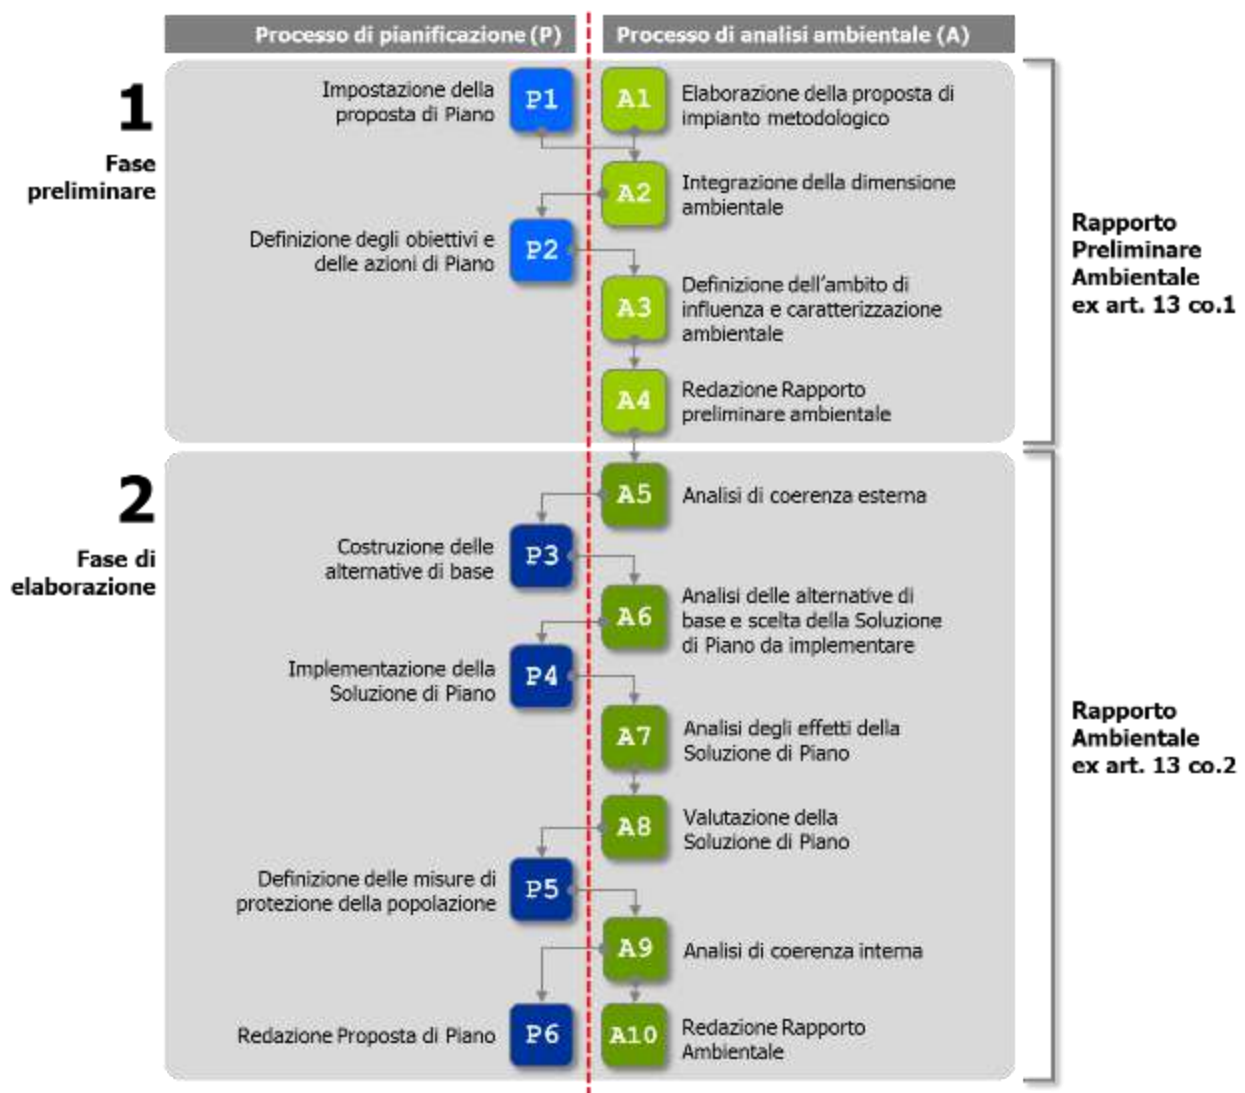 Processo di pianificazione (P)
Processo di analisi ambientale (A)
1
Fase
preliminare
Impostazione della
proposta di Piano
P1
A1
Elaborazione della proposta di
impianto metodologico
A2
Integrazione della dimensione
ambientale
Definizione degli obiettivi e
delle azioni di Piano
P2
A3
Definizione dell'ambito di
influenza e caratterizzazione
ambientale
A4
Redazione Rapporto
preliminare ambientale
Rapporto
Preliminare
Ambientale
ex art. 13 co.1
2
Fase di
elaborazione
A5
Analisi di coerenza esterna
Costruzione delle
alternative di base
P3
A6
Analisi delle alternative di
base e scelta della Soluzione
di Piano da implementare
Implementazione della
Soluzione di Piano
P4
A7
Analisi degli effetti della
Soluzione di Piano
A8
Valutazione della
Soluzione di Piano
Definizione delle misure di
protezione della popolazione
P5
A9
Analisi di coerenza interna
Redazione Proposta di Piano
P6
A10
Redazione Rapporto
Ambientale
Rapporto
Ambientale
ex art. 13 co.2